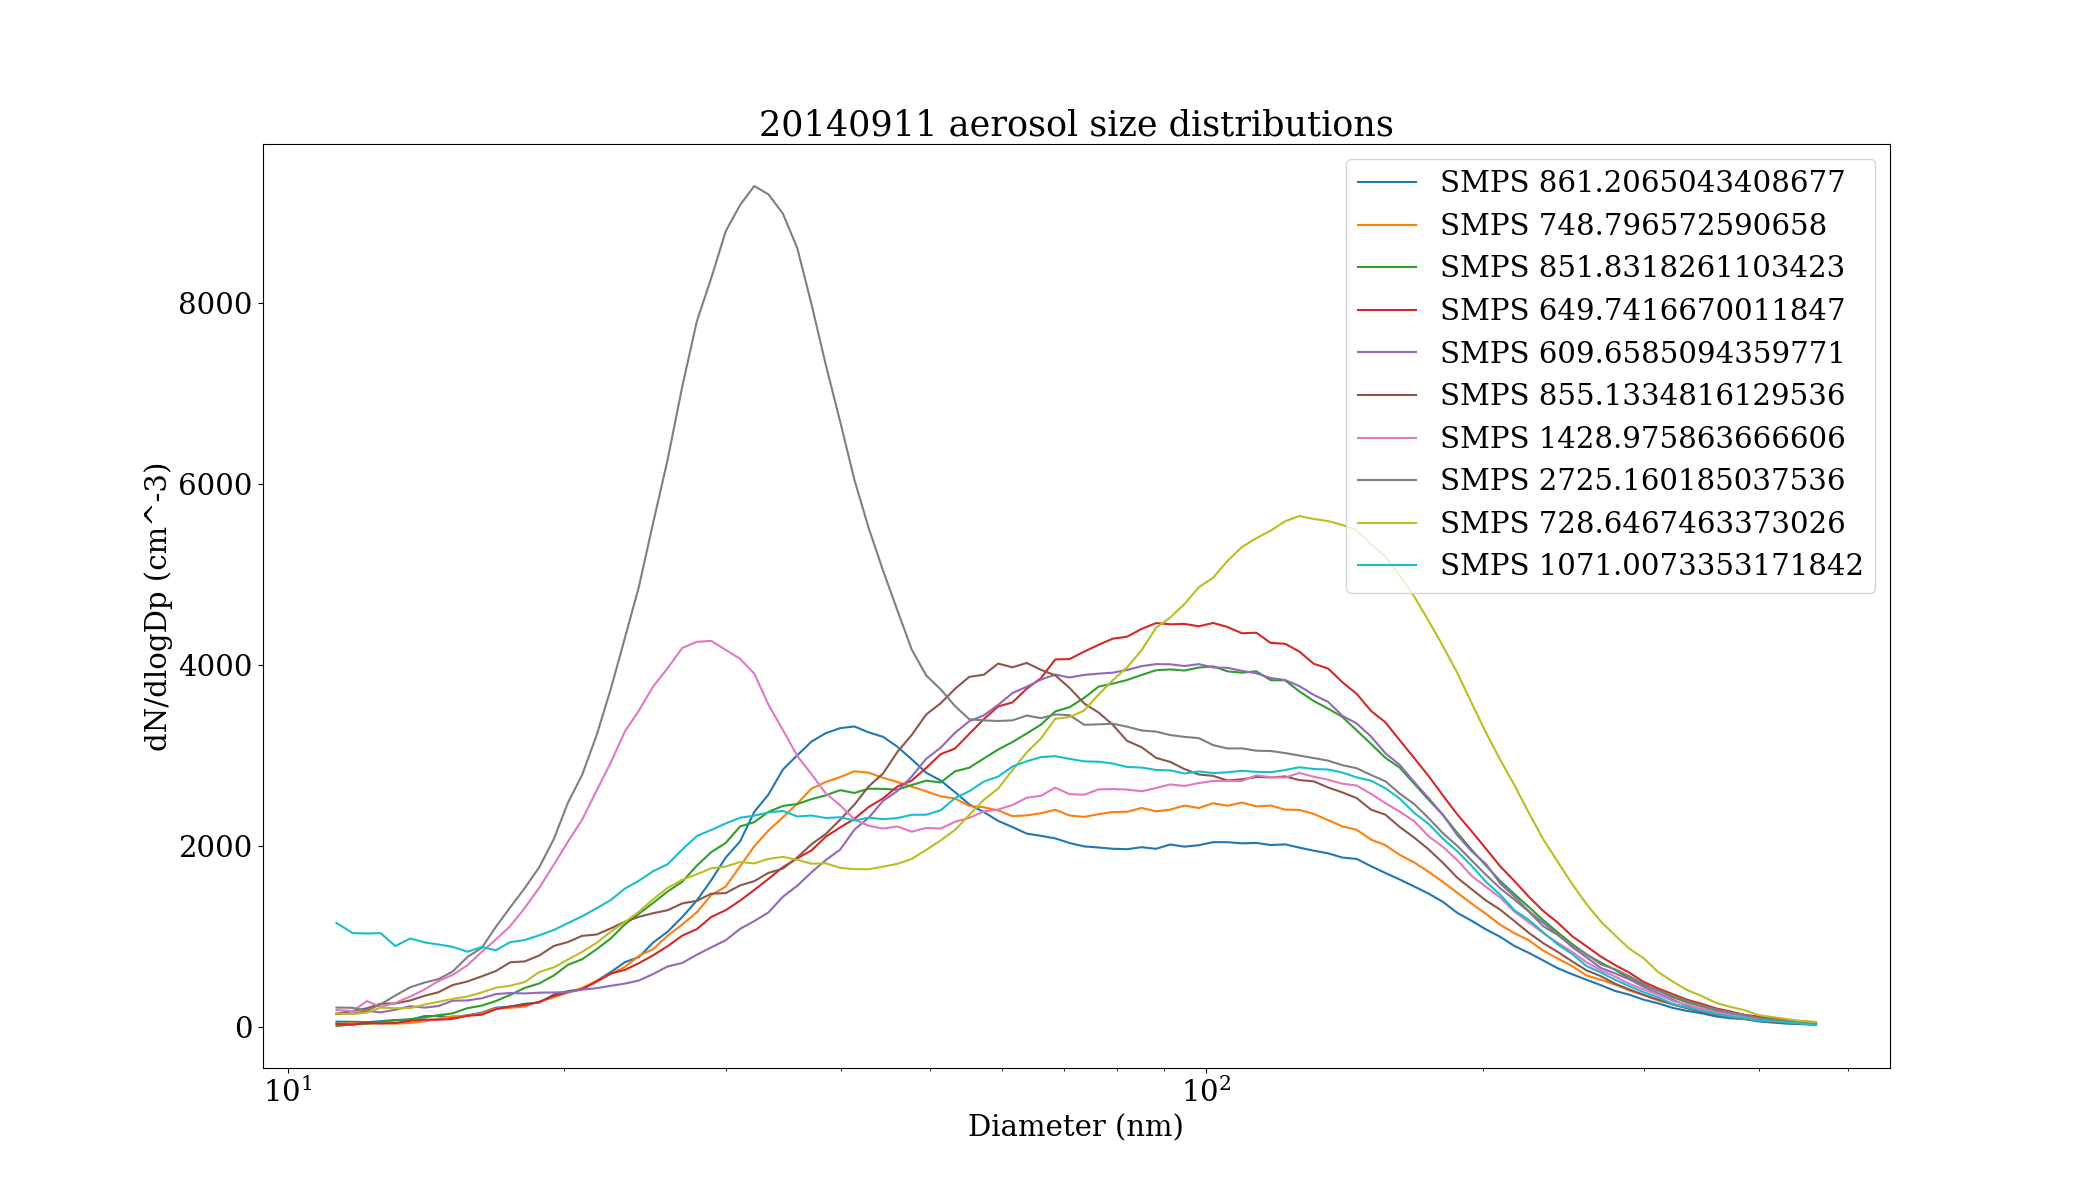 20140911 aerosol size distributions
SMPS 861.2065043408677
SMPS 748.796572590658
SMPS 851.8318261103423
SMPS 649.7416670011847
SMPS 609.6585094359771
SMPS 855.1334816129536
SMPS 1428.975863666606
SMPS 2725.160185037536
SMPS 728.6467463373026
SMPS 1071.0073353171842
dN/dlogDp (cm^-3)
8000
6000
4000
2000
0
10¹ 10²
Diameter (nm)